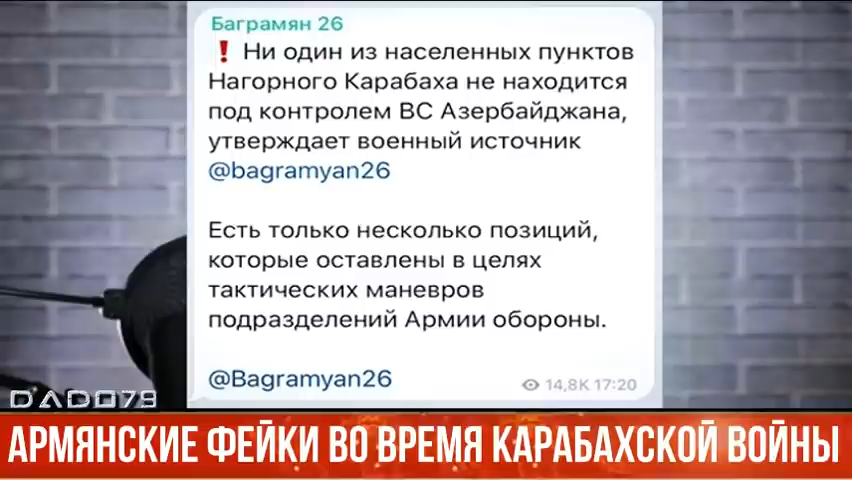 Баграмян 26
❗ Ни один из населенных пунктов
Нагорного Карабаха не находится
под контролем ВС Азербайджана,
утверждает военный источник
@bagramyan26
Есть только несколько позиций,
которые оставлены в целях
тактических маневров
подразделений Армии обороны.
@Bagramyan26
14,8K 17:20
DADO79
АРМЯНСКИЕ ФЕЙКИ ВО ВРЕМЯ КАРАБАХСКОЙ ВОЙНЫ